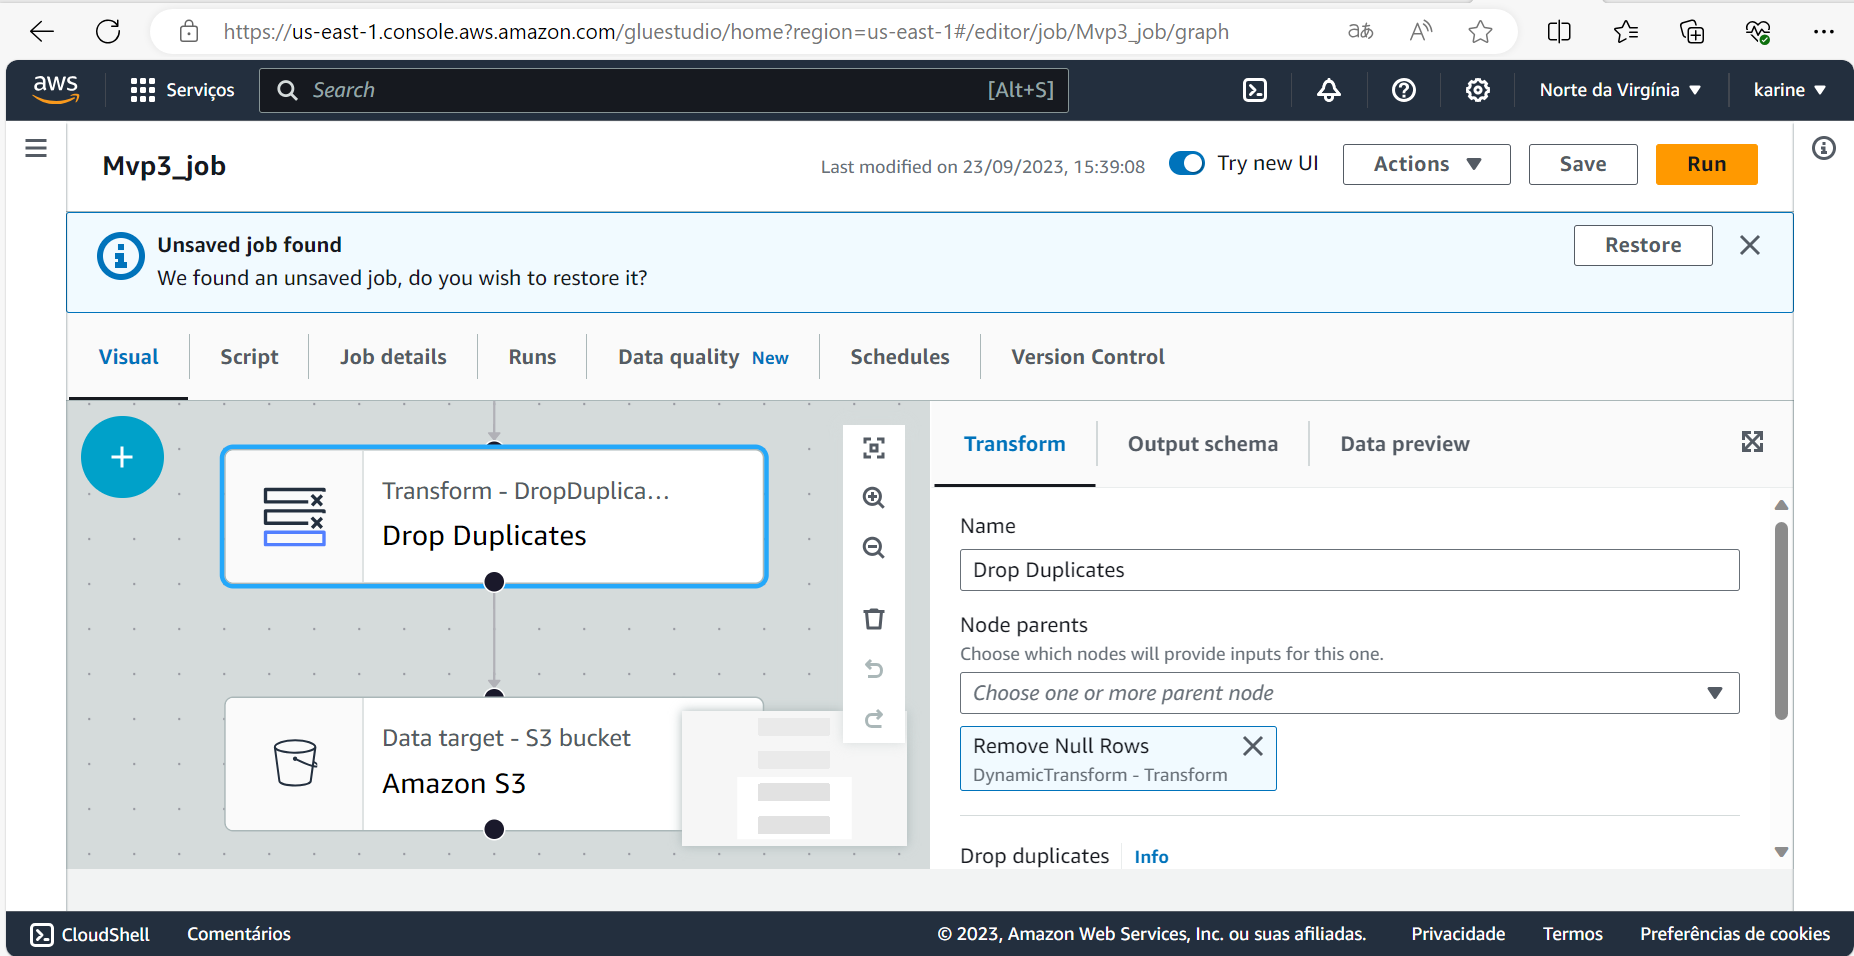 https://us-east-1.console.aws.amazon.com/gluestudio/home?region=us-east-1#/editor/job/Mvp3_job/graph
aあ
A
aws
Serviços
Search
[Alt+S]
Norte da Virgínia
karine
Mvp3_job
Last modified on 23/09/2023, 15:39:08
Try new UI
Actions
Save
Run
Unsaved job found
We found an unsaved job, do you wish to restore it?
Restore
Visual
Script
Job details
Runs
Data quality New
Schedules
Version Control
Transform - DropDuplica...
Drop Duplicates
Data target - S3 bucket
Amazon S3
Transform
Output schema
Data preview
Name
Drop Duplicates
Node parents
Choose which nodes will provide inputs for this one.
Choose one or more parent node
Remove Null Rows
DynamicTransform - Transform
Drop duplicates
Info
CloudShell
Comentários
© 2023, Amazon Web Services, Inc. ou suas afiliadas.
Privacidade
Termos
Preferências de cookies